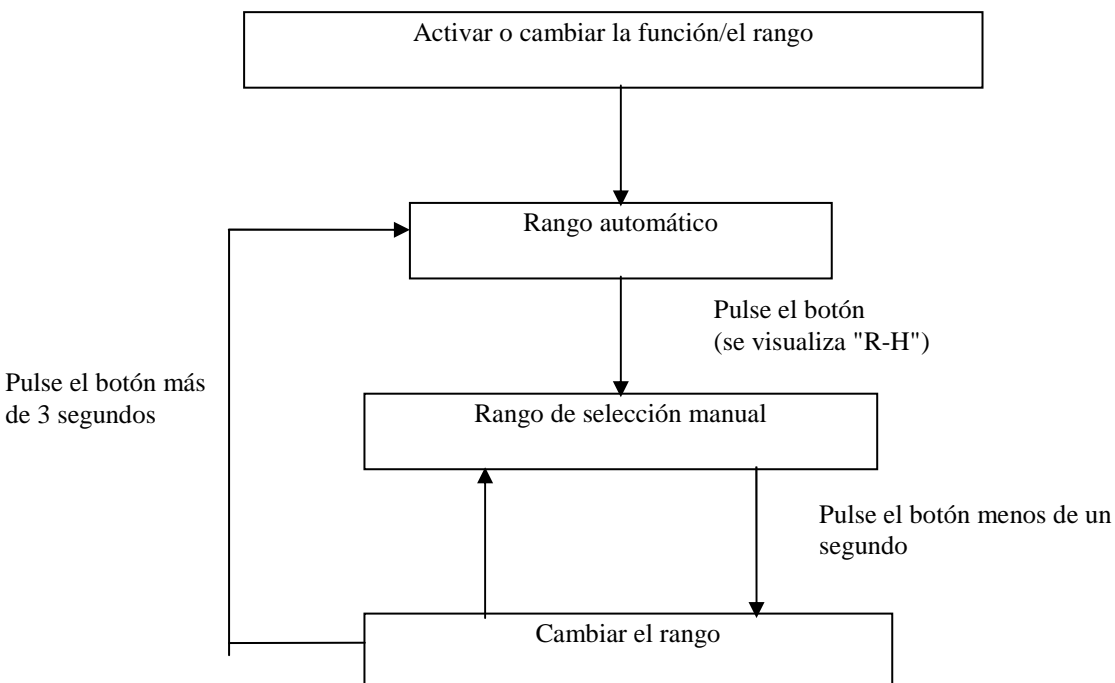 Activar o cambiar la función/el rango
Rango automático
Pulse el botón
(se visualiza "R-H")
Pulse el botón más
de 3 segundos
Rango de selección manual
Pulse el botón menos de un
segundo
Cambiar el rango